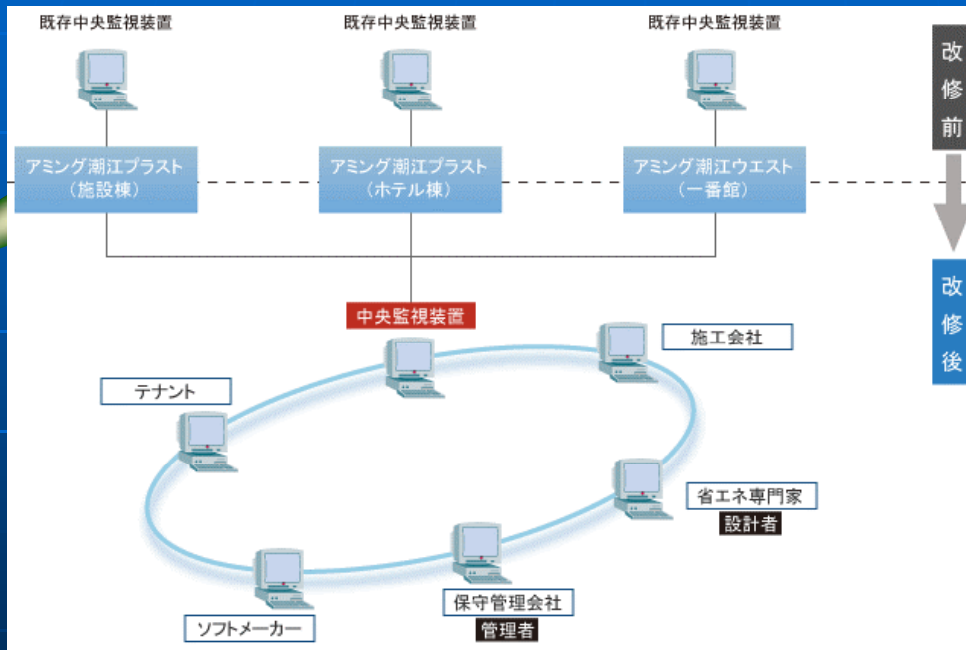 既存中央監視装置
既存中央監視装置
既存中央監視装置
改修前
アミング潮江プラスト
(施設棟)
アミング潮江プラスト
(ホテル棟)
アミング潮江ウエスト
(一番館)
改修後
中央監視装置
施工会社
テナント
省エネ専門家
設計者
保守管理会社
管理者
ソフトメーカー